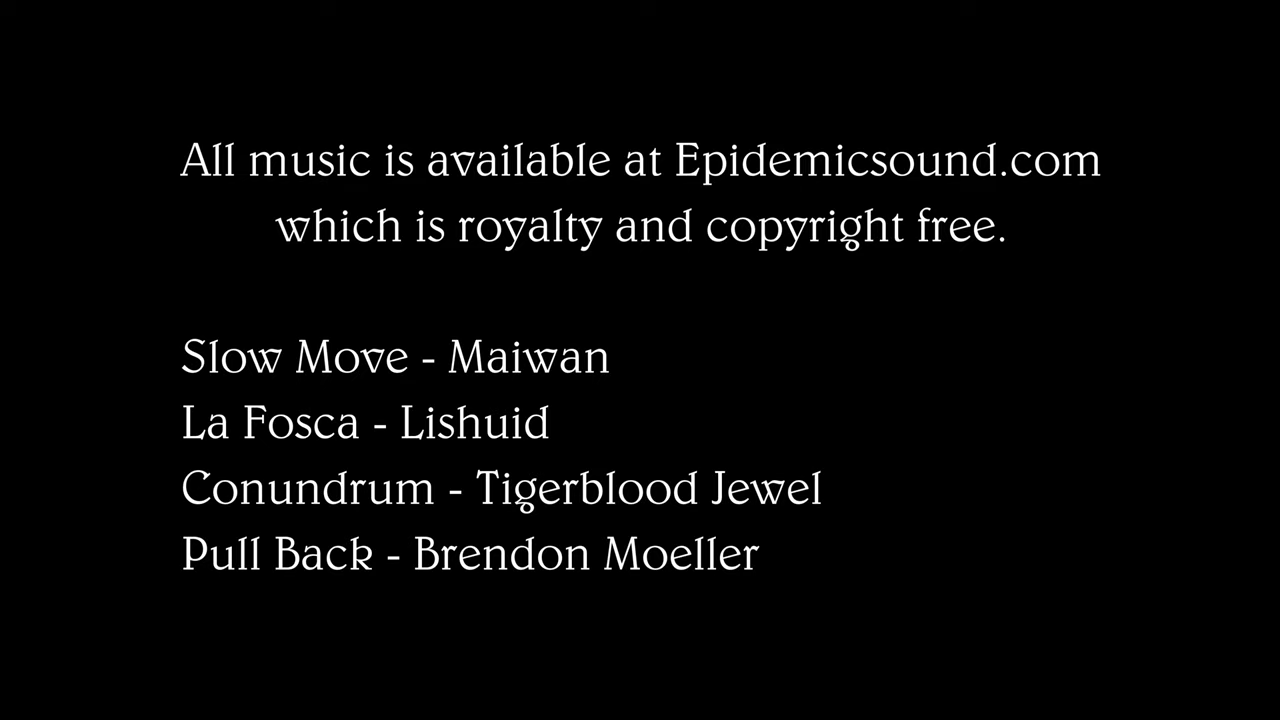 All music is available at Epidemicsound.com
which is royalty and copyright free.
Slow Move - Maiwan
La Fosca - Lishuid
Conundrum - Tigerblood Jewel
Pull Back - Brendon Moeller